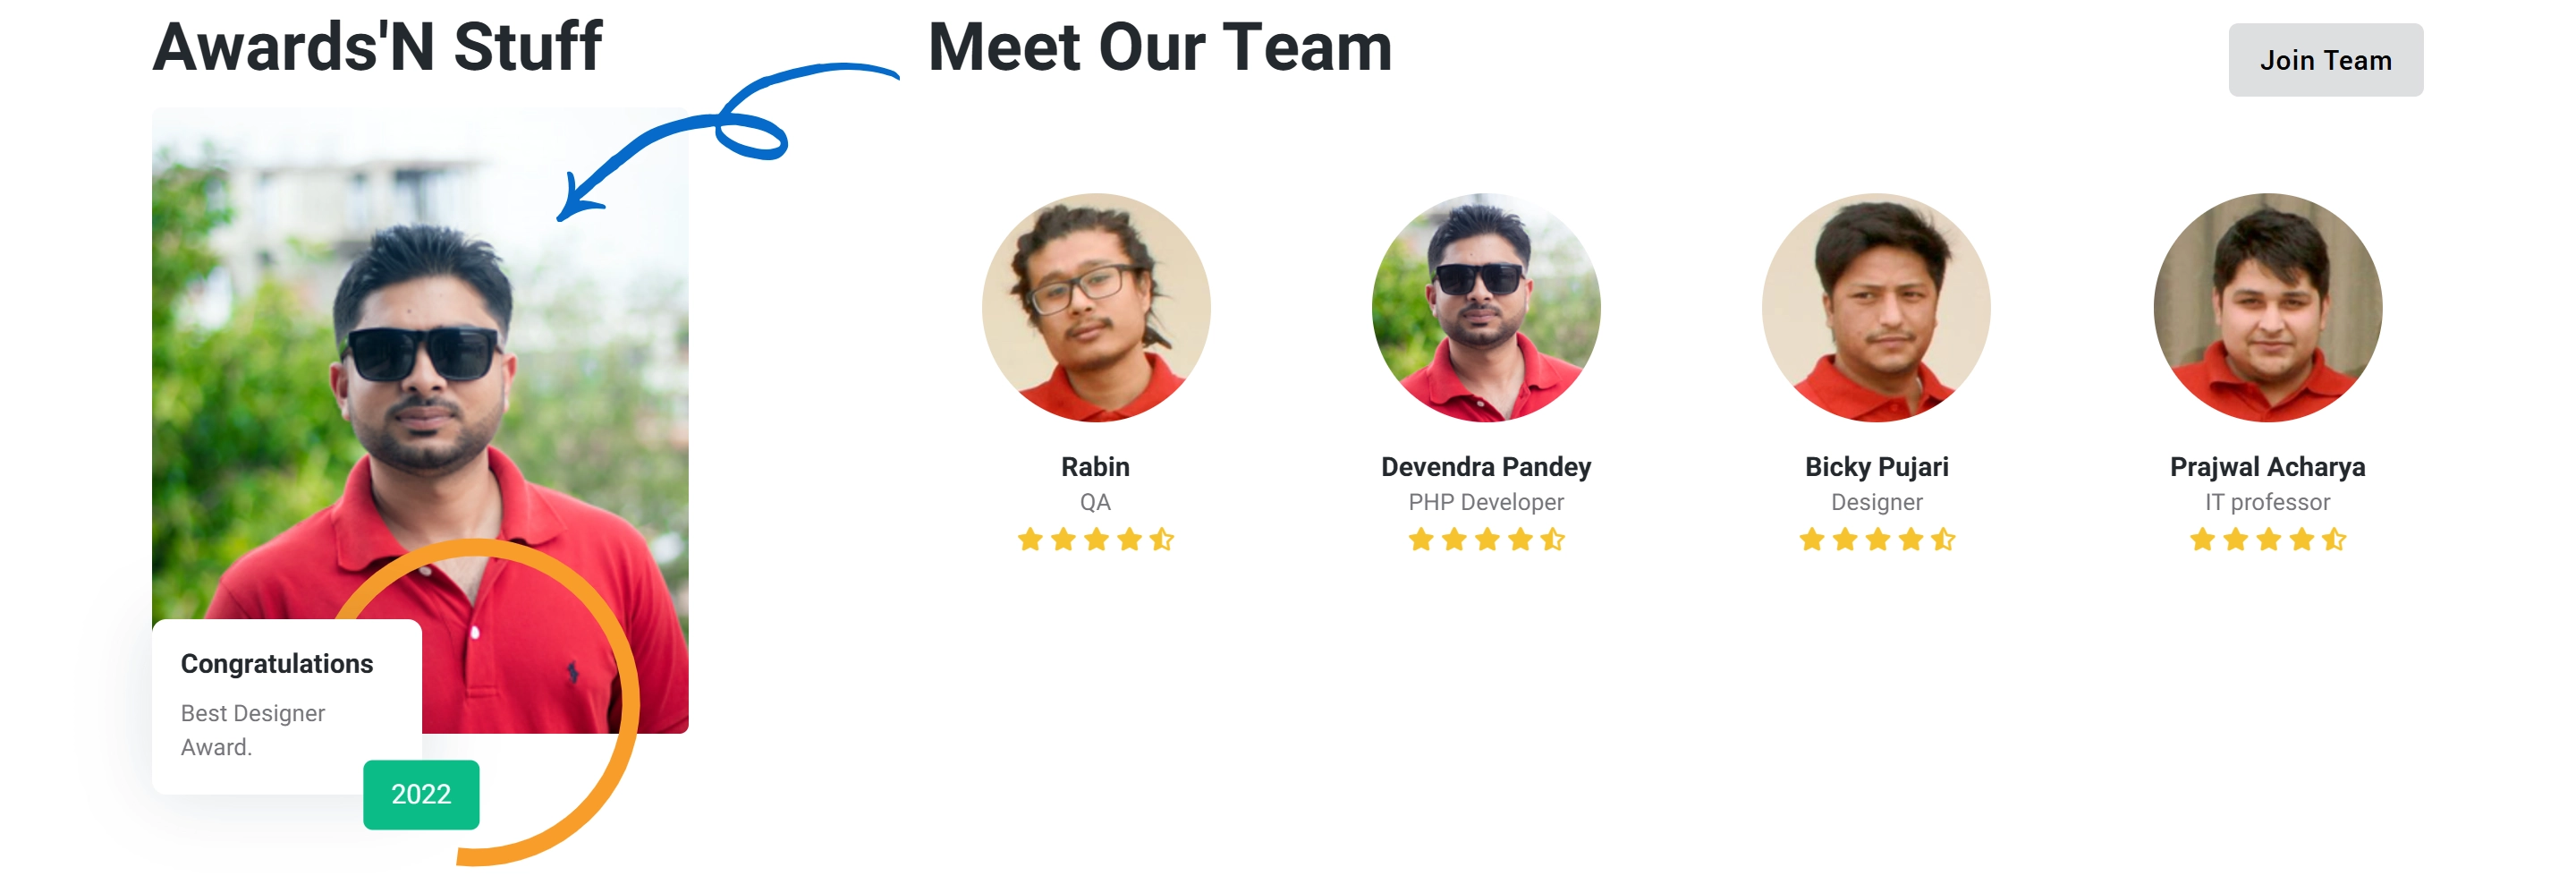 Awards'N Stuff
Congratulations
Best Designer
Award.
2022
Meet Our Team
Join Team
Rabin
QA
Devendra Pandey
PHP Developer
Bicky Pujari
Designer
Prajwal Acharya
IT professor